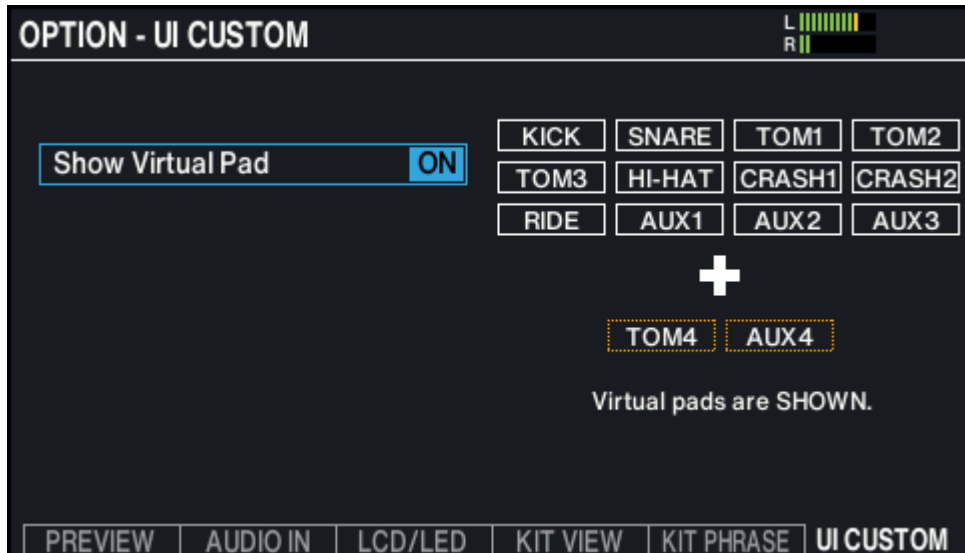 OPTION - UI CUSTOM
L
R
Show Virtual Pad ON
KICK SNARE TOM1 TOM2
TOM3 HI-HAT CRASH1 CRASH2
RIDE AUX1 AUX2 AUX3
TOM4 AUX4
Virtual pads are SHOWN.
PREVIEW AUDIO IN LCD/LED KIT VIEW KIT PHRASE UI CUSTOM